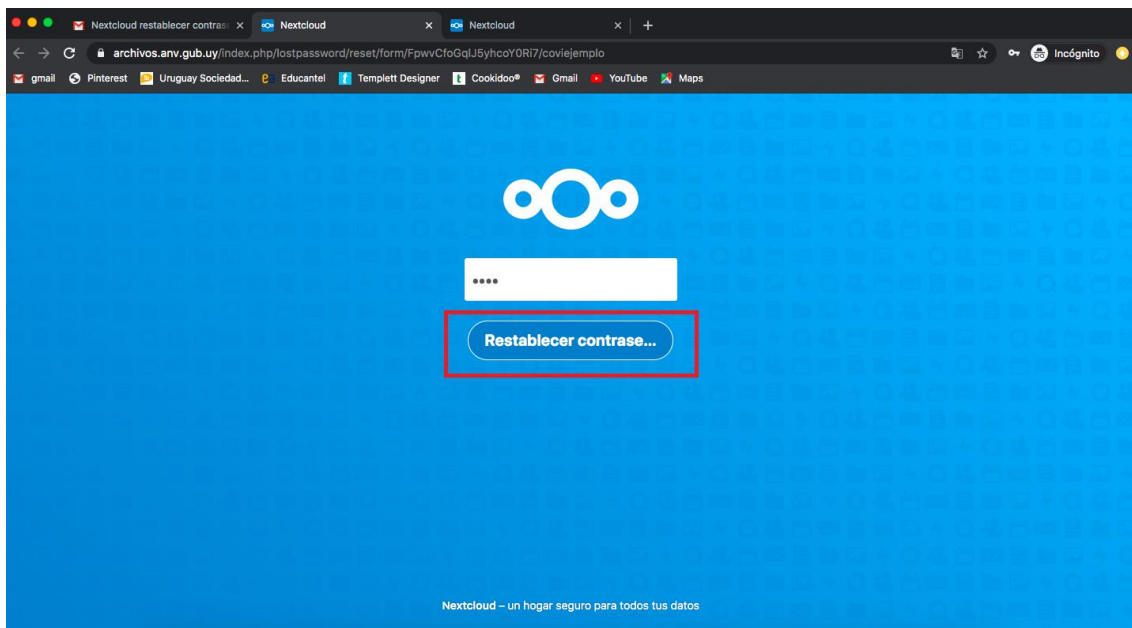 Nextcloud restablecer contras
Nextcloud
Nextcloud
archivos.anv.gub.uy/index.php/lostpassword/reset/form/FpwvCfoGqIJ5yhcoY0Ri7/coviejemplo
Incógnito
gmail Pinterest Uruguay Sociedad... Educantel Templett Designer Cookidoo® Gmail YouTube Maps
Restablecer contrase...
Nextcloud – un hogar seguro para todos tus datos